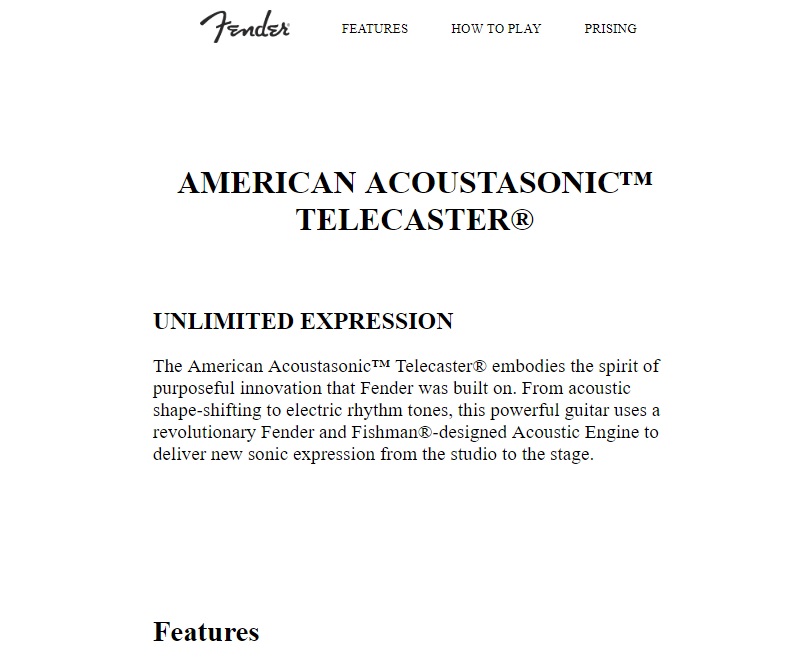 Fender FEATURES HOW TO PLAY PRISING
AMERICAN ACOUSTASONIC™
TELECASTER®
UNLIMITED EXPRESSION
The American Acoustasonic™ Telecaster® embodies the spirit of
purposeful innovation that Fender was built on. From acoustic
shape-shifting to electric rhythm tones, this powerful guitar uses a
revolutionary Fender and Fishman®-designed Acoustic Engine to
deliver new sonic expression from the studio to the stage.
Features